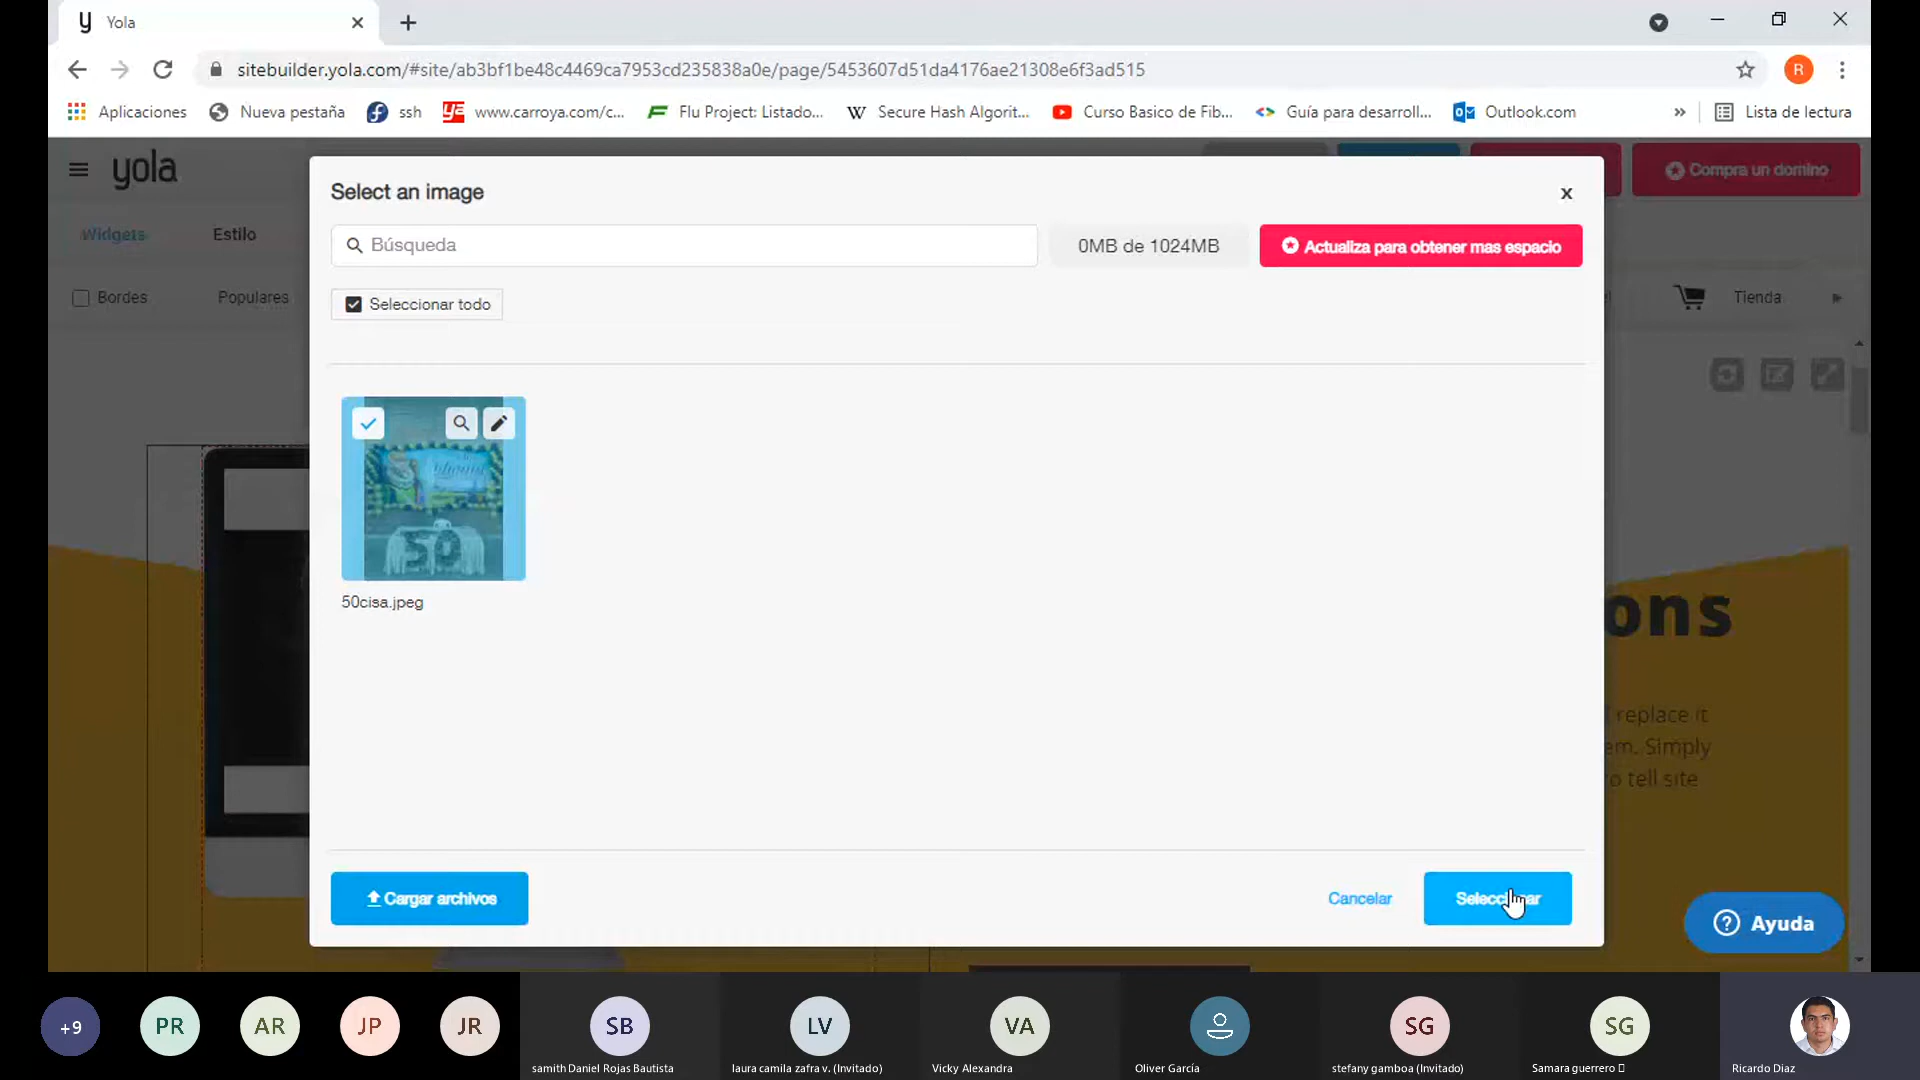 Yola
sitebuilder.yola.com/#site/ab3bf1be48c4469ca7953cd235838a0e/page/5453607d51da4176ae21308e6f3ad515
R
Aplicaciones
Nueva pestaña
ssh
www.carroya.com/c...
Flu Project: Listado...
W
Secure Hash Algorit...
Curso Basico de Fib...
Guía para desarroll...
Outlook.com
»
Lista de lectura
yola
Compra un domino
Widgets
Estilo
Bordes
Populares
Tienda
Select an image
x
Búsqueda
0MB de 1024MB
Actualiza para obtener mas espacio
Seleccionar todo
50
50cisa.jpeg
ons
replace it
em. Simply
o tell site
Cargar archivos
Cancelar
Seleccionar
Ayuda
+9
PR
AR
JP
JR
SB
LV
VA
SG
SG
samith Daniel Rojas Bautista
laura camila zafra v. (Invitado)
Vicky Alexandra
Oliver García
stefany gamboa (Invitado)
Samara guerrero
Ricardo Diaz